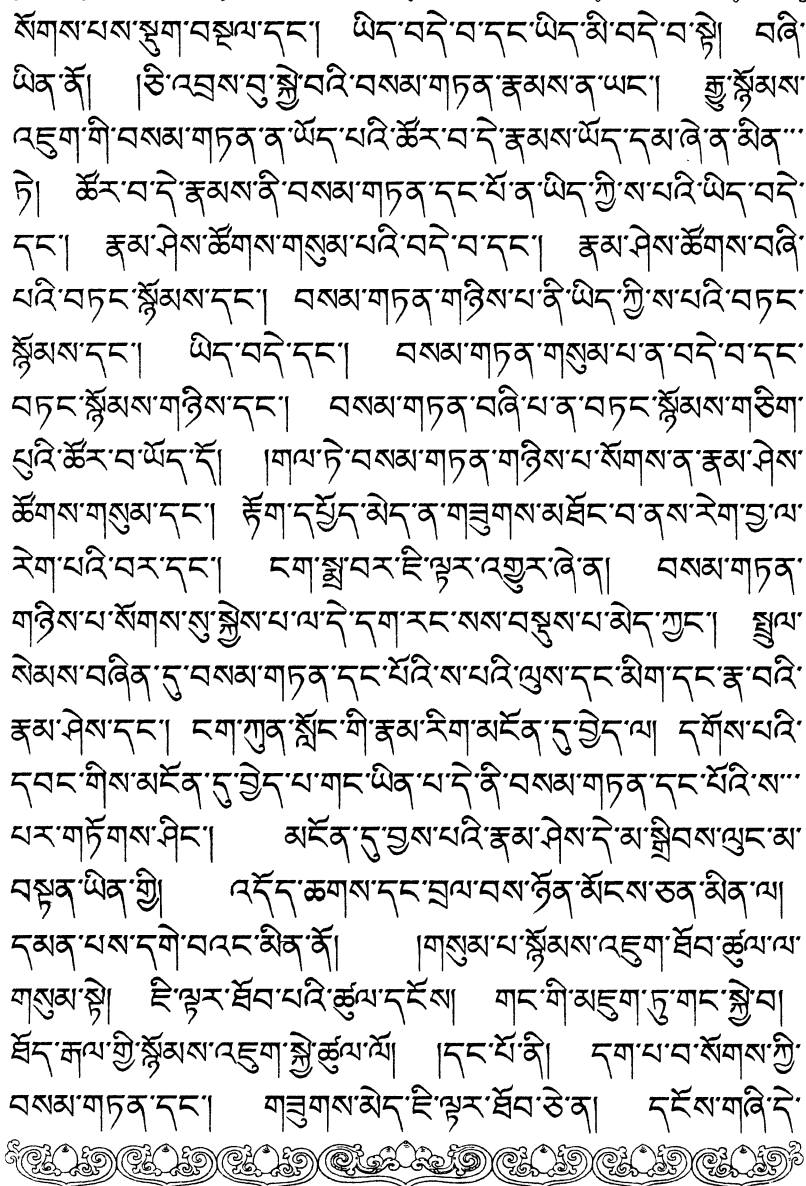 སོགས་པས་སྡུག་བསྔལ་དང་།  ཡིད་བདེ་བ་དང་ཡིད་མི་བདེ་བ་སྟེ།  བཞི་
ཡིན་ནོ། །ཅི་འབྲས་བུ་སྐྱེ་བའི་བསམ་གཏན་རྣམས་ན་ཡང་།  རྒྱུ་སྙོམས་
འཇུག་གི་བསམ་གཏན་ན་ཡོད་པའི་ཚོར་བ་དེ་རྣམས་ཡོད་དམ་ཞེ་ན་མིན་་་
ཏེ།  ཚོར་བ་དེ་རྣམས་ནི་བསམ་གཏན་དང་པོ་ན་ཡིད་ཀྱི་ས་པའི་ཡིད་བདེ་
དང་།  རྣམ་ཤེས་ཚོགས་གསུམ་པའི་བདེ་བ་དང་།  རྣམ་ཤེས་ཚོགས་བཞི་
པའི་བཏང་སྙོམས་དང་།  བསམ་གཏན་གཉིས་པ་ནི་ཡིད་ཀྱི་ས་པའི་བཏང་
སྙོམས་དང་།  ཡིད་བདེ་དང་།  བསམ་གཏན་གསུམ་པ་ན་བདེ་བ་དང་
བཏང་སྙོམས་གཉིས་དང་།  བསམ་གཏན་བཞི་པ་ན་བཏང་སྙོམས་གཅིག་
པུའི་ཚོར་བ་ཡོད་དོ། །གལ་ཏེ་བསམ་གཏན་གཉིས་པ་སོགས་ན་རྣམ་ཤེས་
ཚོགས་གསུམ་དང་།  རྟོག་དཔྱོད་མེད་ན་གཟུགས་མཐོང་བ་ནས་རེག་བྱ་ལ་
རེག་པའི་བར་དང་།  ངག་སྨྲ་བར་ཇི་ལྟར་འགྱུར་ཞེ་ན།  བསམ་གཏན་
གཉིས་པ་སོགས་སུ་སྐྱེས་པ་ལ་དེ་དག་རང་སས་བསྡུས་པ་མེད་ཀྱང་།  སྤྲུལ་
སེམས་བཞིན་དུ་བསམ་གཏན་དང་པོའི་ས་པའི་ལུས་དང་མིག་དང་རྣ་བའི་
རྣམ་ཤེས་དང་།  ངག་ཀུན་སློང་གི་རྣམ་རིག་མངོན་དུ་བྱེད་ལ།  དགོས་པའི་
དབང་གིས་མངོན་དུ་བྱེད་པ་གང་ཡིན་པ་དེ་ནི་བསམ་གཏན་དང་པོའི་ས་་་
པར་གཏོགས་ཤིང་།  མངོན་དུ་བྱས་པའི་རྣམ་ཤེས་དེ་མ་སྒྲིབས་ལུང་མ་
བསྟན་ཡིན་གྱི།  འདོད་ཆགས་དང་བྲལ་བས་ཉོན་མོངས་ཅན་མིན་ལ།
དམན་པས་དགེ་བའང་མིན་ནོ།  །གསུམ་པ་སྙོམས་འཇུག་ཐོབ་ཚུལ་ལ་
གསུམ་སྟེ།  ཇི་ལྟར་ཐོབ་པའི་ཚུལ་དངོས།  གང་གི་མཇུག་ཏུ་གང་སྐྱེ་བ།
ཐོད་རྒལ་གྱི་སྙོམས་འཇུག་སྐྱེ་ཚུལ་ལོ། །དང་པོ་ནི།  དག་པ་བ་སོགས་ཀྱི་
བསམ་གཏན་དང་།  གཟུགས་མེད་ཇི་ལྟར་ཐོབ་ཅེ་ན།  དངོས་གཞི་དེ་